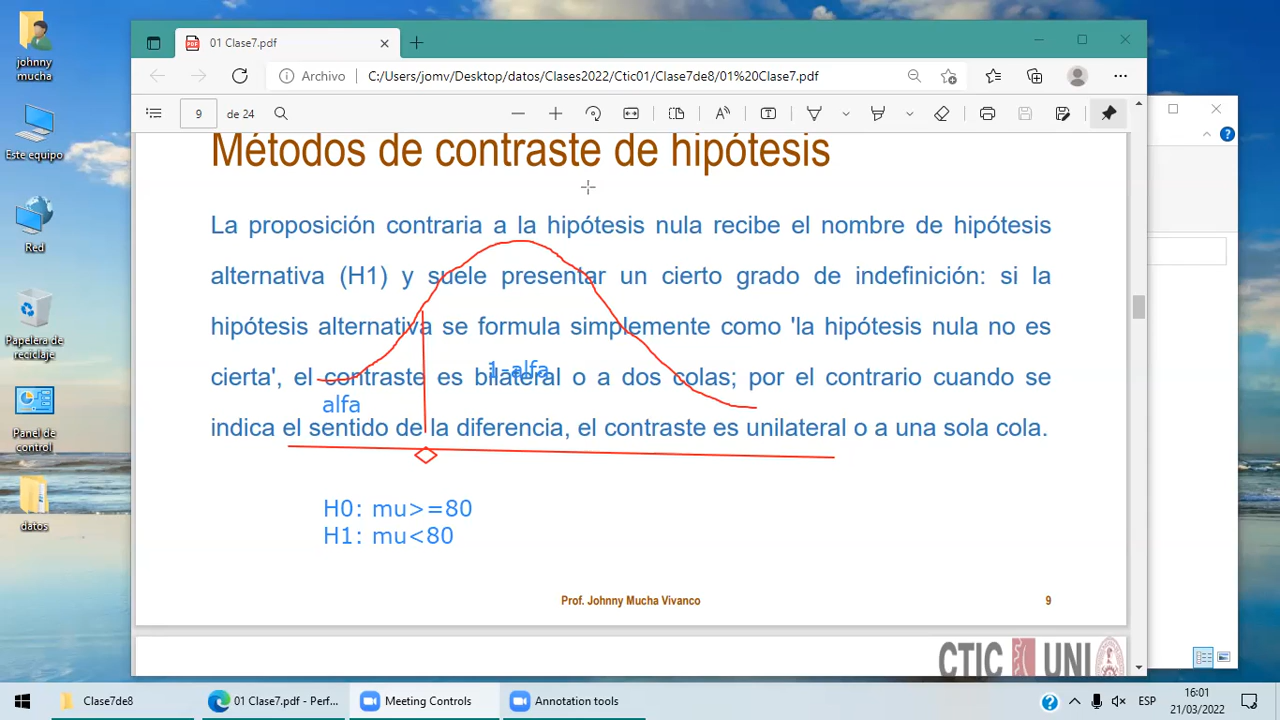 johnny
mucha
Este equipo
Red
Papelera de
reciclaje
Panel de
control
datos
01 Clase7.pdf
Archivo
C:/Users/jomv/Desktop/datos/Clases2022/Ctic01/Clase7de8/01%20Clase7.pdf
9 de 24
Métodos de contraste de hipótesis
La proposición contraria a la hipótesis nula recibe el nombre de hipótesis
alternativa (H1) y suele presentar un cierto grado de indefinición: si la
hipótesis alternativa se formula simplemente como 'la hipótesis nula no es
cierta', el contraste es bilateral o a dos colas; por el contrario cuando se
indica el sentido de la diferencia, el contraste es unilateral o a una sola cola.
1-alfa
alfa
H0: mu>=80
H1: mu<80
Prof. Johnny Mucha Vivanco
9
CTIC UNI
Clase7de8
01 Clase7.pdf - Perf...
Meeting Controls
Annotation tools
ESP
16:01
21/03/2022